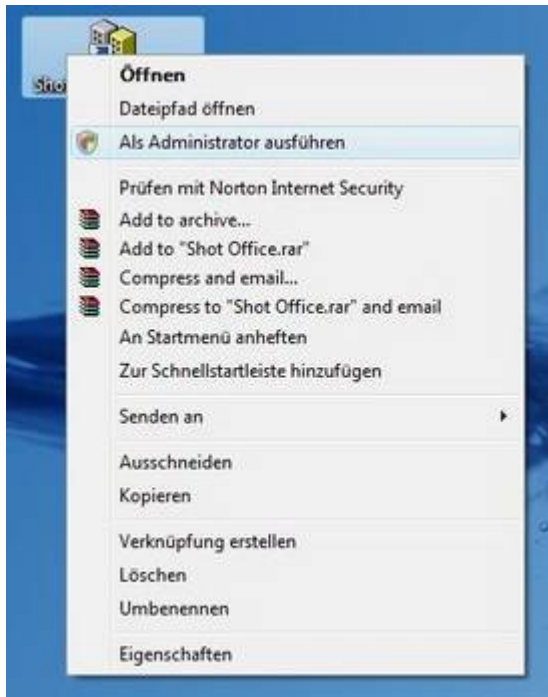 Öffnen
Dateipfad öffnen
Als Administrator ausführen
Prüfen mit Norton Internet Security
Add to archive...
Add to "Shot Office.rar"
Compress and email...
Compress to "Shot Office.rar" and email
An Startmenü anheften
Zur Schnellstartleiste hinzufügen
Senden an
Ausschneiden
Kopieren
Verknüpfung erstellen
Löschen
Umbenennen
Eigenschaften